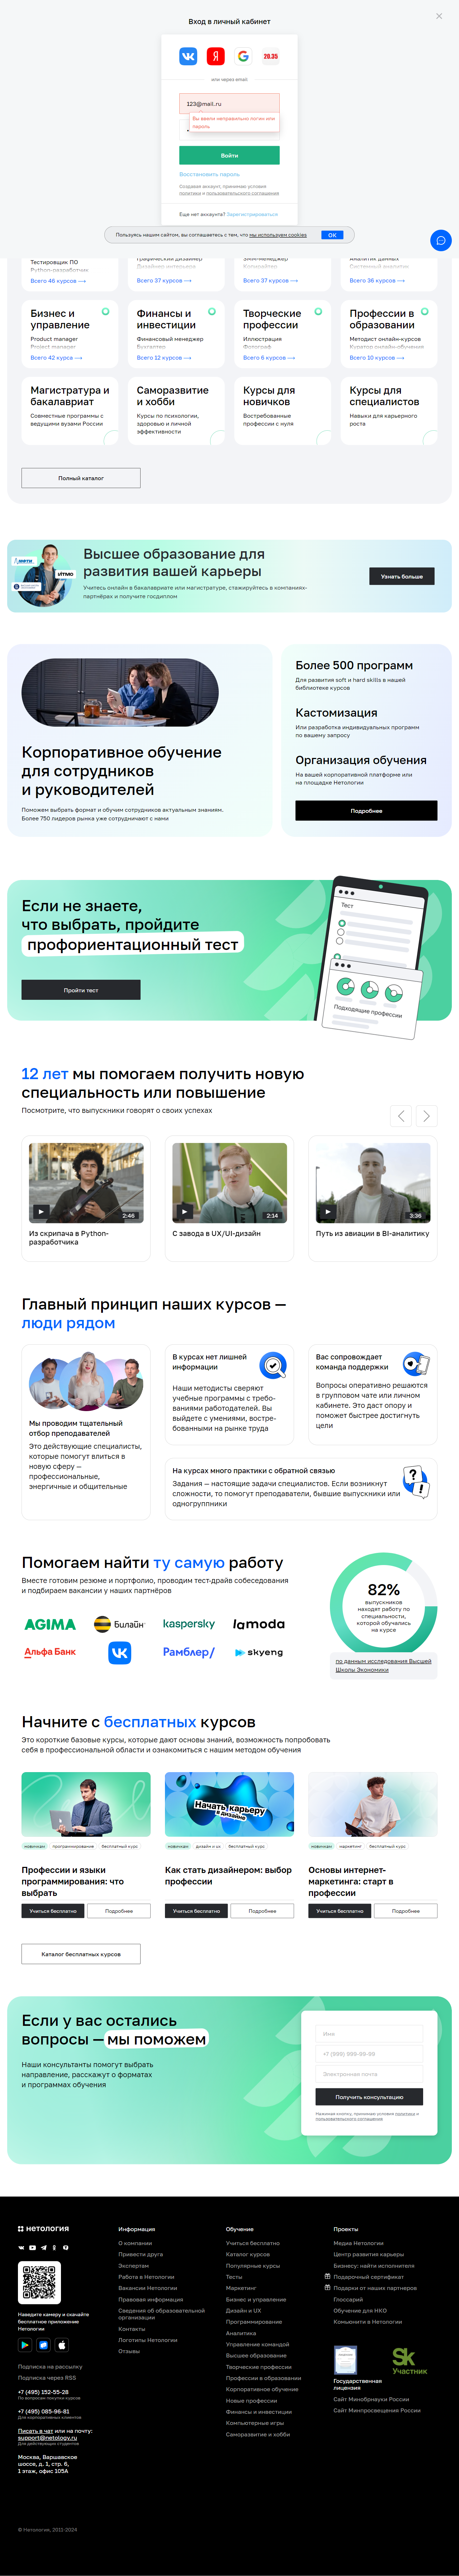 Вход в личный кабинет
20.35
или через email
123@mail.ru
Вы ввели неправильно логин или
пароль
Войти
Восстановить пароль
Создавая аккаунт, принимаю условия
политики и пользовательского соглашения
Еще нет аккаунта? Зарегистрироваться
Пользуясь нашим сайтом, вы соглашаетесь с тем, что мы используем cookies
ОК
Тестировщик ПО
Python-разработчик
Всего 48 курсов
Графический дизайнер
Дизайнер интерьера
Всего 37 курсов
SMM-менеджер
Копирайтер
Всего 37 курсов
Аналитик данных
Системный аналитик
Всего 36 курсов
Бизнес и
управление
Product manager
Project manager
Всего 42 курса
Финансы и
инвестиции
Финансовый менеджер
Бухгалтер
Всего 12 курсов
Творческие
профессии
Иллюстрация
Фотограф
Всего 6 курсов
Профессии в
образовании
Методист онлайн-курсов
Куратор онлайн-обучения
Всего 10 курсов
Магистратура и
бакалавриат
Совместные программы с
ведущими вузами России
Саморазвитие
и хобби
Курсы по психологии,
здоровью и личной
эффективности
Курсы для
новичков
Востребованные
профессии с нуля
Курсы для
специалистов
Навыки для карьерного
роста
Полный каталог
Высшее образование для
развития вашей карьеры
Учитесь онлайн в бакалавриате или магистратуре, стажируйтесь в компаниях-
партнёрах и получите госдиплом
ИТМО
Узнать больше
Корпоративное обучение
для сотрудников
и руководителей
Поможем выбрать формат и обучим сотрудников актуальным знаниям.
Более 750 лидеров рынка уже сотрудничают с нами
Более 500 программ
Для развития soft и hard skills в нашей
библиотеке курсов
Кастомизация
Или разработка индивидуальных программ
по вашему запросу
Организация обучения
На вашей корпоративной платформе или
на площадке Нетологии
Подробнее
Если не знаете,
что выбрать, пройдите
профориентационный тест
Пройти тест
Тест
Подходящие профессии
12 лет мы помогаем получить новую
специальность или повышение
Посмотрите, что выпускники говорят о своих успехах
2:46
Из скрипача в Python-
разработчика
2:14
С завода в UX/UI-дизайн
3:36
Путь из авиации в BI-аналитику
Главный принцип наших курсов —
люди рядом
Мы проводим тщательный
отбор преподавателей
Это действующие специалисты,
которые помогут влиться в
новую сферу —
профессиональные,
энергичные и общительные
В курсах нет лишней
информации
Наши методисты сверяют
учебные программы с требо-
ваниями работодателей. Вы
выйдете с умениями, востре-
бованными на рынке труда
Вас сопровождает
команда поддержки
Вопросы оперативно решаются
в групповом чате или личном
кабинете. Это даст опору и
поможет быстрее достигнуть
цели
На курсах много практики с обратной связью
Задания — настоящие задачи специалистов. Если возникнут
сложности, то помогут преподаватели, бывшие выпускники или
одногруппники
Помогаем найти ту самую работу
Вместе готовим резюме и портфолио, проводим тест-драйв собеседования
и подбираем вакансии у наших партнёров
AGIMA
Билайн
kaspersky
lamoda
Альфа Банк
Рамблер/
skyeng
82%
выпускников
находят работу по
специальности,
которой обучались
на курсе
по данным исследования Высшей
Школы Экономики
Начните с бесплатных курсов
Это короткие базовые курсы, которые дают основы знаний, возможность попробовать
себя в профессиональной области и ознакомиться с нашим методом обучения
новичкам программирование бесплатный курс
Профессии и языки
программирования: что
выбрать
Учиться бесплатно
Подробнее
Начать карьеру
в дизайне
новичкам дизайн и ux бесплатный курс
Как стать дизайнером: выбор
профессии
Учиться бесплатно
Подробнее
новичкам маркетинг бесплатный курс
Основы интернет-
маркетинга: старт в
профессии
Учиться бесплатно
Подробнее
Каталог бесплатных курсов
Если у вас остались
вопросы — мы поможем
Наши консультанты помогут выбрать
направление, расскажут о форматах
и программах обучения
Имя
+7 (999) 999-99-99
Электронная почта
Получить консультацию
Нажимая кнопку, принимаю условия политики и
пользовательского соглашения
нетология
Наведите камеру и скачайте
бесплатное приложение
Нетологии
Подписка на рассылку
Подписка через RSS
+7 (495) 152-55-28
По вопросам покупки курсов
+7 (495) 085-96-81
Для корпоративных клиентов
Писать в чат или на почту:
support@netology.ru
Для действующих студентов
Москва, Варшавское
шоссе, д. 1, стр. 6,
1 этаж, офис 105А
© Нетология, 2011-2024
Информация
О компании
Привести друга
Экспертам
Работа в Нетологии
Вакансии Нетологии
Правовая информация
Сведения об образовательной
организации
Контакты
Логотипы Нетологии
Отзывы
Обучение
Учиться бесплатно
Каталог курсов
Популярные курсы
Тесты
Маркетинг
Бизнес и управление
Дизайн и UX
Программирование
Аналитика
Управление командой
Высшее образование
Творческие профессии
Профессии в образовании
Корпоративное обучение
Новые профессии
Финансы и инвестиции
Компьютерные игры
Саморазвитие и хобби
Проекты
Медиа Нетологии
Центр развития карьеры
Бизнесу: найти исполнителя
Подарочный сертификат
Подарки от наших партнеров
Глоссарий
Обучение для НКО
Комьюнити в Нетологии
Государственная
лицензия
Sk
Участник
Сайт Минобрнауки России
Сайт Минпросвещения России